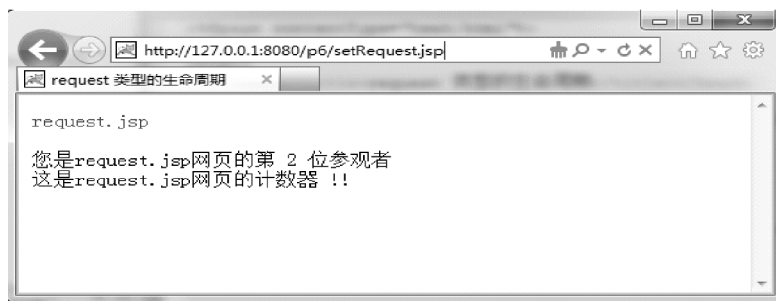 http://127.0.0.1:8080/p6/setRequest.jsp
request 类型的生命周期
request.jsp
您是request.jsp网页的第 2 位参观者
这是request.jsp网页的计数器 !!